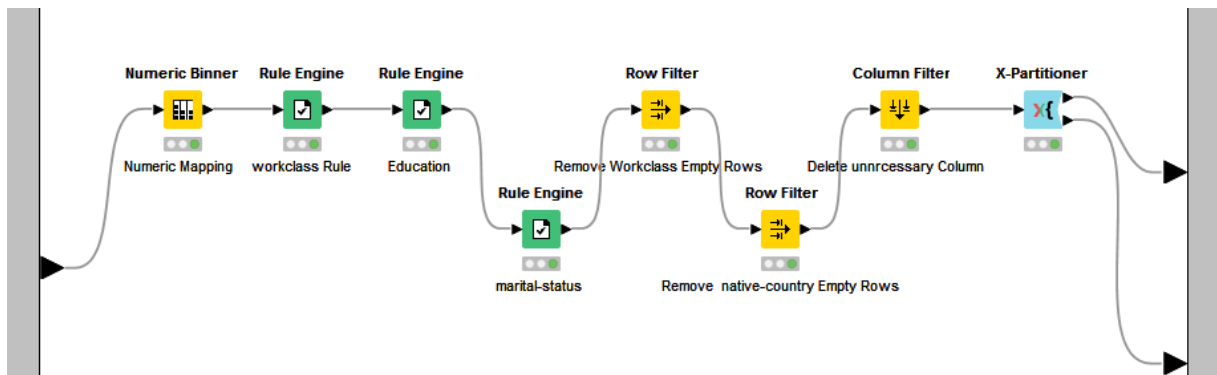 Numeric Binner
Numeric Mapping
Rule Engine
workclass Rule
Rule Engine
Education
Rule Engine
marital-status
Row Filter
Remove Workclass Empty Rows
Row Filter
Remove native-country Empty Rows
Column Filter
Delete unnrcessary Column
X-Partitioner
X{